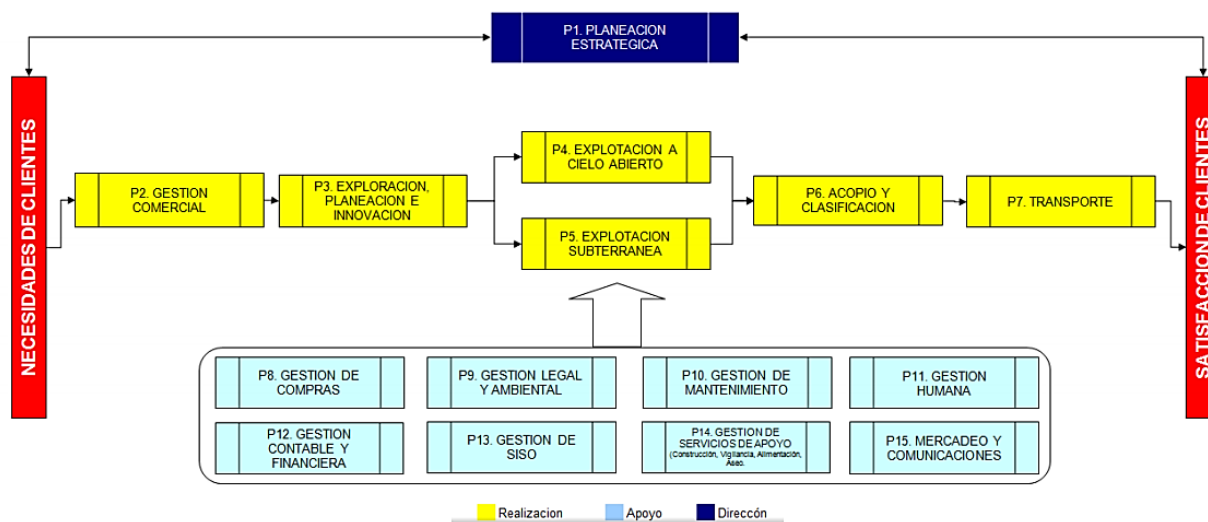 P1. PLANEACION
ESTRATEGICA
NECESIDADES DE CLIENTES
P2. GESTION
COMERCIAL
P3. EXPLORACION,
PLANEACION E
INNOVACION
P4. EXPLOTACION A
CIELO ABIERTO
P5. EXPLOTACION
SUBTERRANEA
P6. ACOPIO Y
CLASIFICACION
P7. TRANSPORTE
SATISFACCION DE CLIENTES
P8. GESTION DE
COMPRAS
P9. GESTION LEGAL
Y AMBIENTAL
P10. GESTION DE
MANTENIMIENTO
P11. GESTION
HUMANA
P12. GESTION
CONTABLE Y
FINANCIERA
P13. GESTION DE
SISO
P14. GESTION DE
SERVICIOS DE APOYO
(Construcción, Vigilancia, Alimentación,
Aseo.
P15. MERCADEO Y
COMUNICACIONES
Realizacion
Apoyo
Direccón